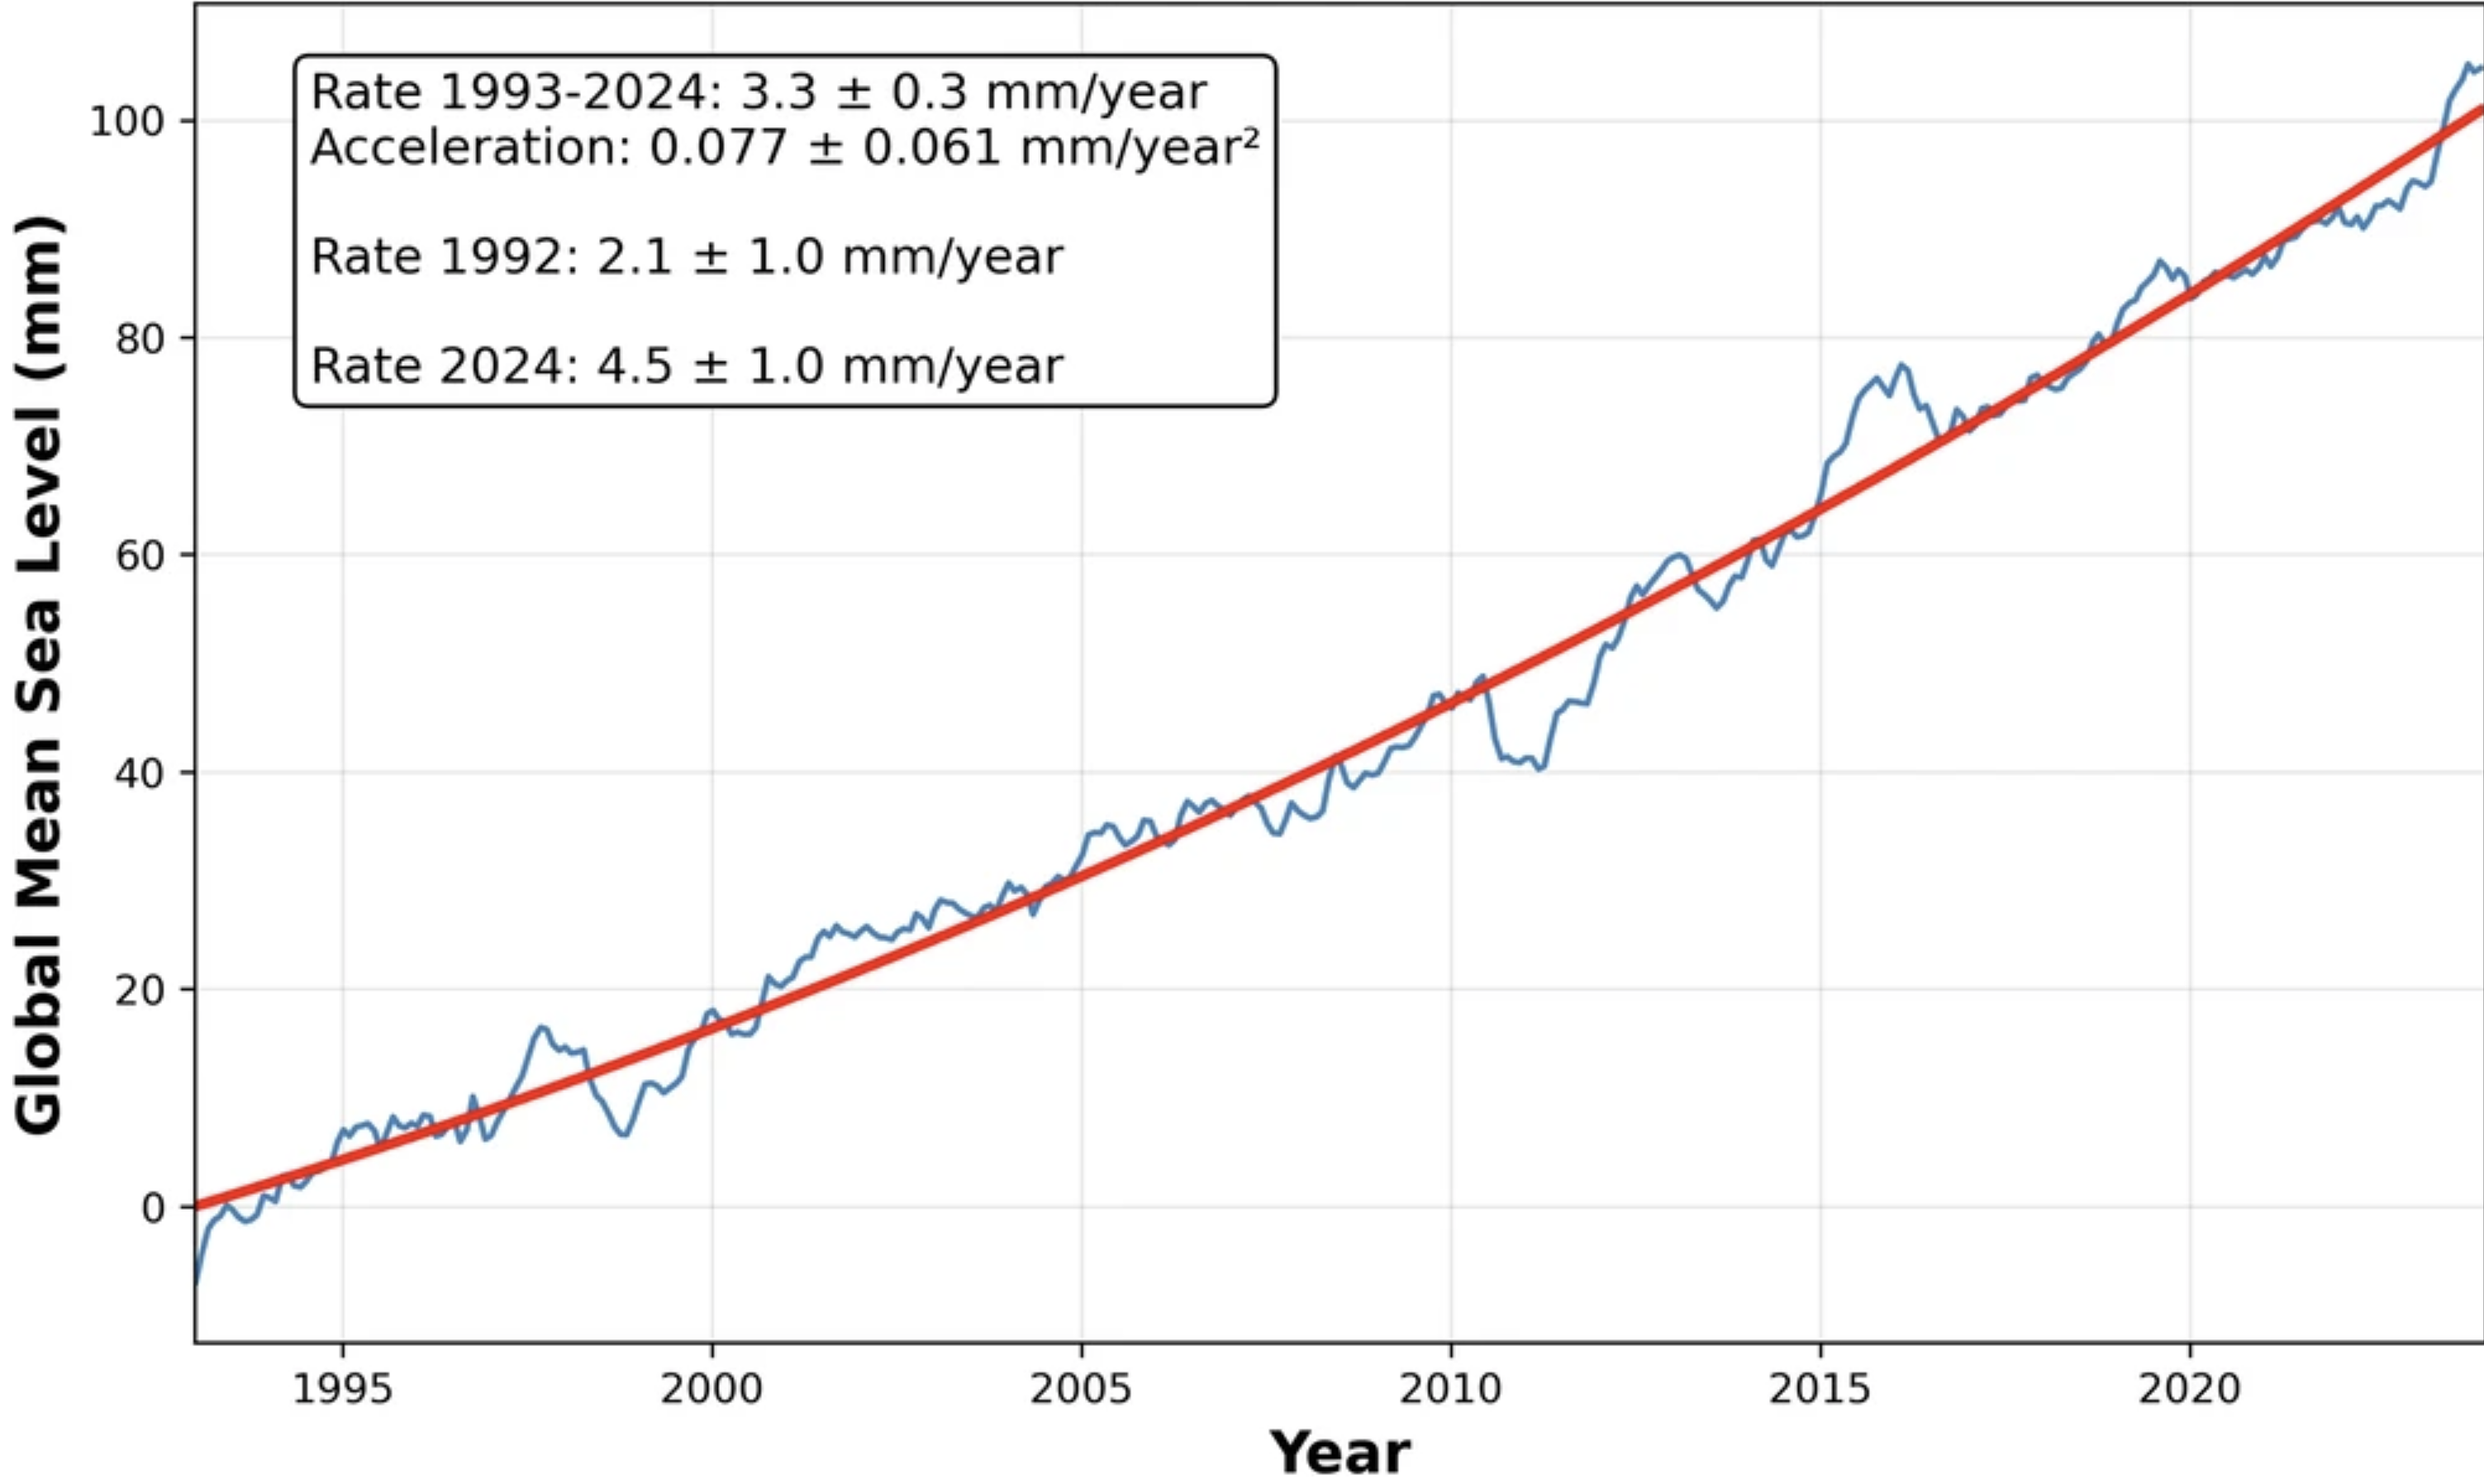 Rate 1993-2024: 3.3 ± 0.3 mm/year
Acceleration: 0.077 ± 0.061 mm/year²
Rate 1992: 2.1 ± 1.0 mm/year
Rate 2024: 4.5 ± 1.0 mm/year
Global Mean Sea Level (mm)
100
80
60
40
20
0
1995 2000 2005 2010 2015 2020
Year